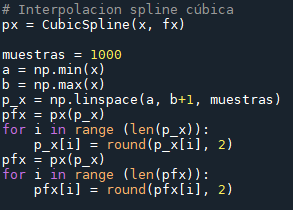 # Interpolacion spline cúbica
px = CubicSpline(x, fx)

muestras = 1000
a = np.min(x)
b = np.max(x)
p_x = np.linspace(a, b+1, muestras)
pfx = px(p_x)
for i in range (len(p_x)):
    p_x[i] = round(p_x[i], 2)
pfx = px(p_x)
for i in range (len(pfx)):
    pfx[i] = round(pfx[i], 2)